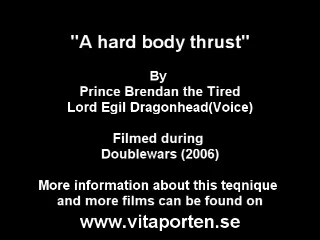 "A hard body thrust"
By
Prince Brendan the Tired
Lord Egil Dragonhead(Voice)
Filmed during
Doublewars (2006)
More information about this teqnique
and more films can be found on
www.vitaporten.se